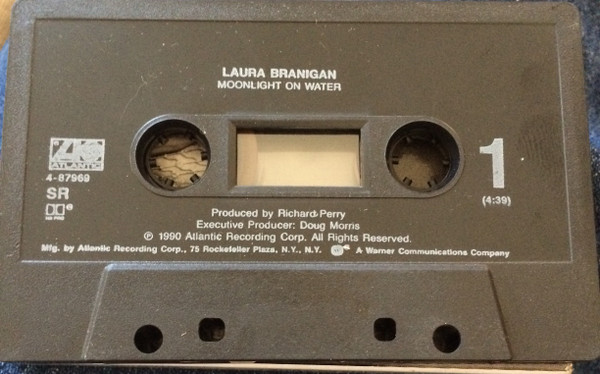 LAURA BRANIGAN
MOONLIGHT ON WATER
ATLANTIC
4-87969
SR
1
(4:39)
Produced by Richard Perry
Executive Producer: Doug Morris
℗ 1990 Atlantic Recording Corp. All Rights Reserved.
Mfg. by Atlantic Recording Corp., 75 Rockefeller Plaza, N.Y., N.Y. A Warner Communications Company